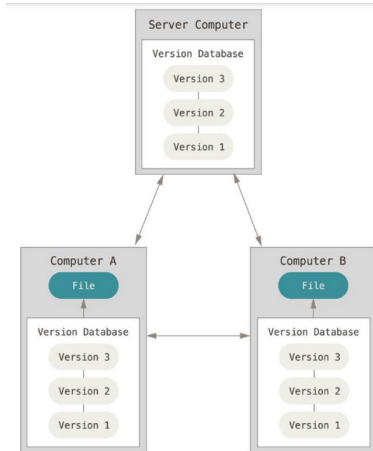 Server Computer
Version Database
Version 3
Version 2
Version 1
Computer A
File
Version Database
Version 3
Version 2
Version 1
Computer B
File
Version Database
Version 3
Version 2
Version 1